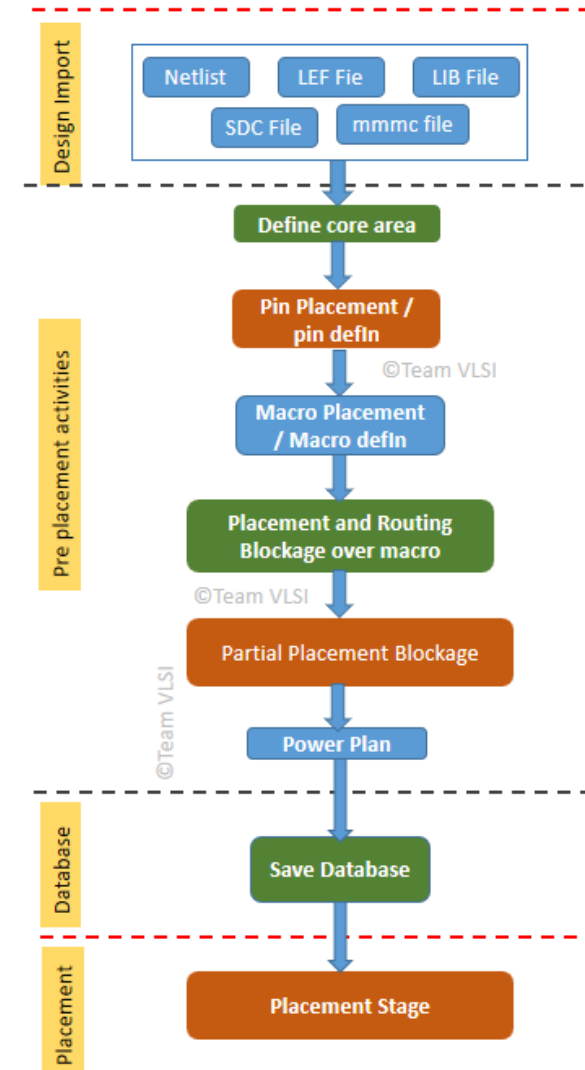 Design Import
Netlist
LEF Fie
LIB File
SDC File
mmmc file
Define core area
Pre placement activities
Pin Placement /
pin defIn
©Team VLSI
Macro Placement
/ Macro defIn
Placement and Routing
Blockage over macro
©Team VLSI
Partial Placement Blockage
©Team VLSI
Power Plan
Database
Save Database
Placement
Placement Stage